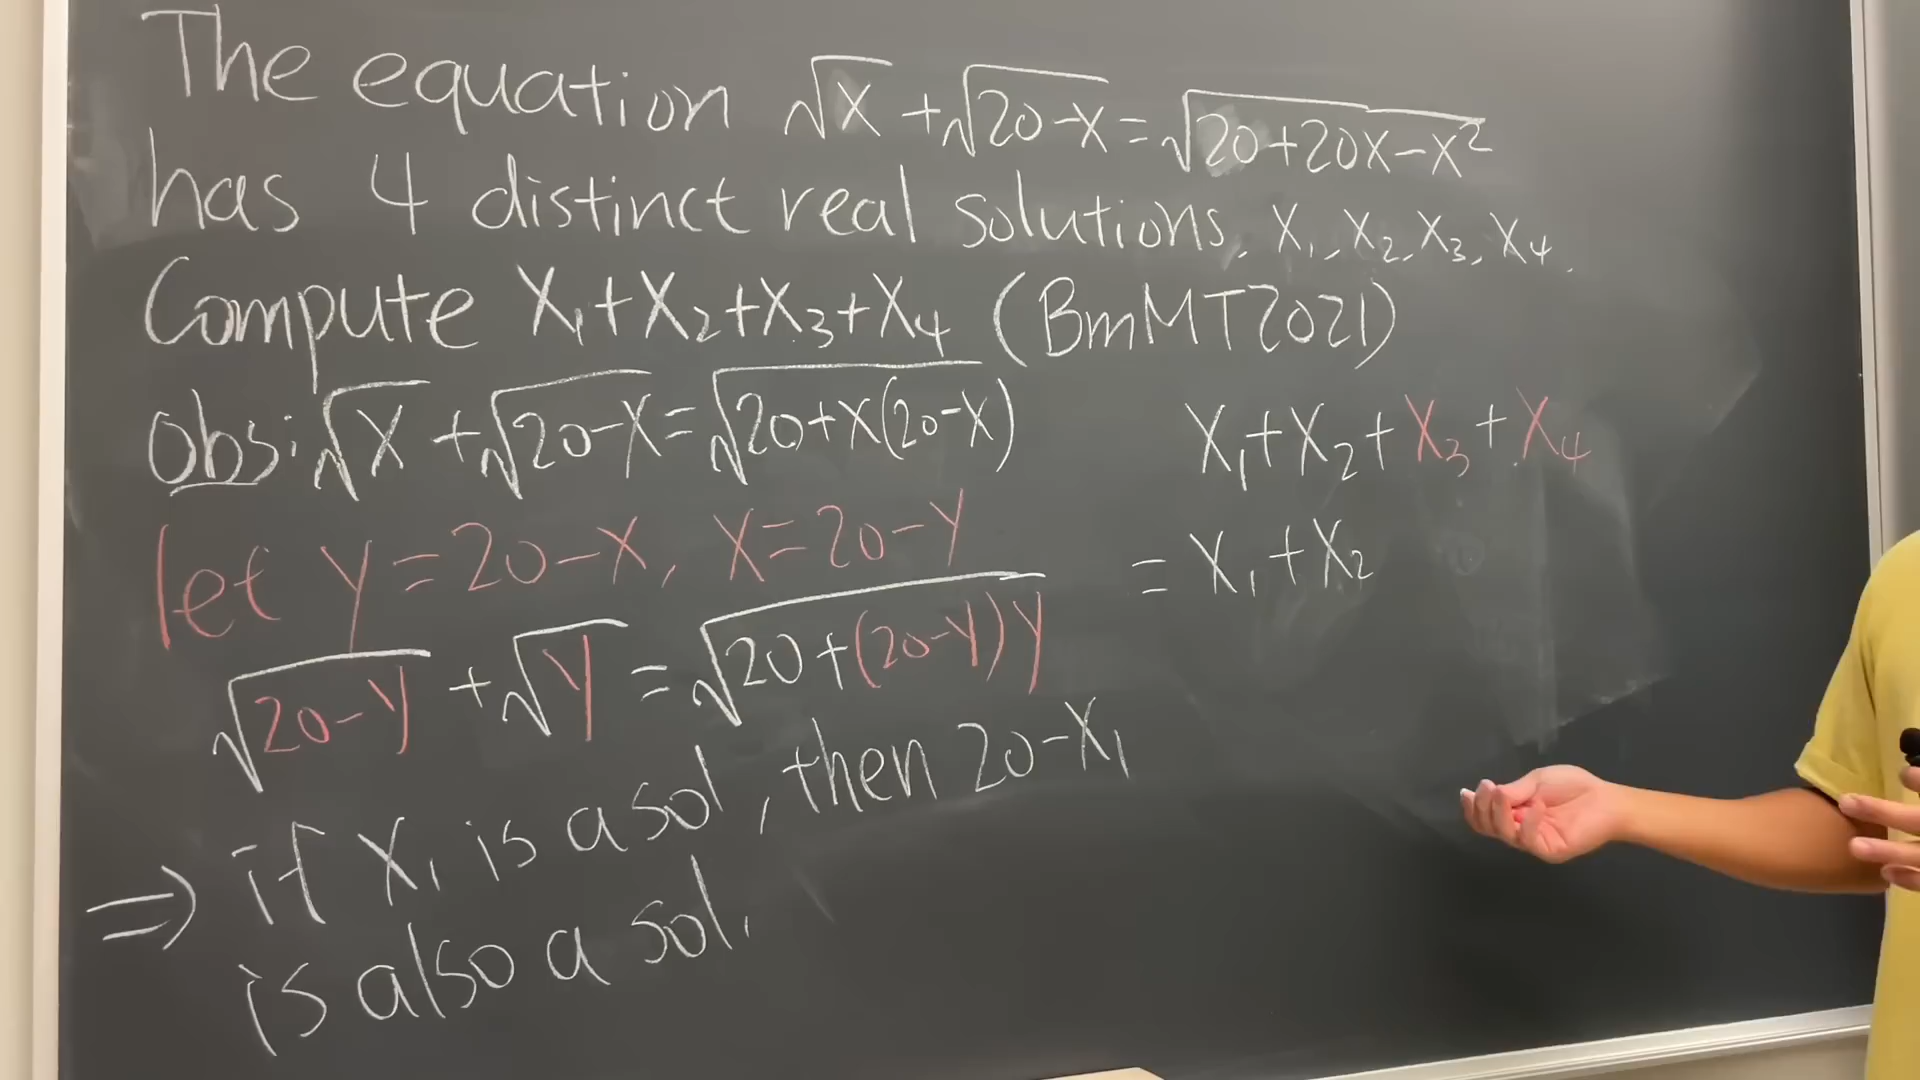 The equation √x + √20-x = √20+20x-x²
has 4 distinct real solutions, x₁, x₂, x₃, x₄.
Compute x₁+x₂+x₃+x₄ (BmMT2021)
Obs: √x + √20-x = √20+x(20-x)
let y=20-x, x=20-y
√20-y + √y = √20+(20-y)y
⇒ if x₁ is a sol, then 20-x₁
is also a sol.
x₁+x₂+x₃+x₄
= x₁+x₂